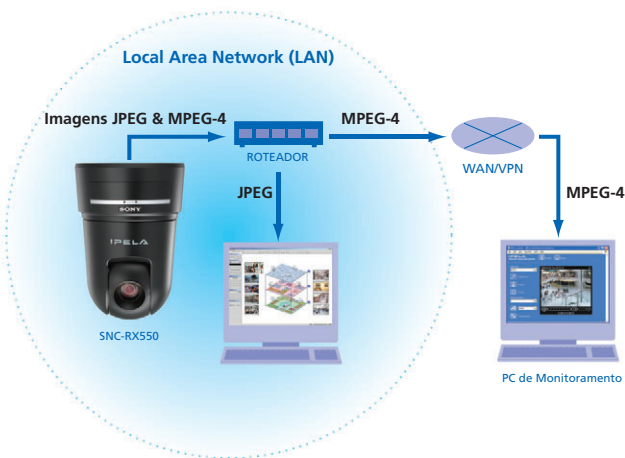 Local Area Network (LAN)
Imagens JPEG & MPEG-4
MPEG-4
ROTEADOR
WAN/VPN
JPEG
MPEG-4
SONY
IPELA
SNC-RX550
PC de Monitoramento